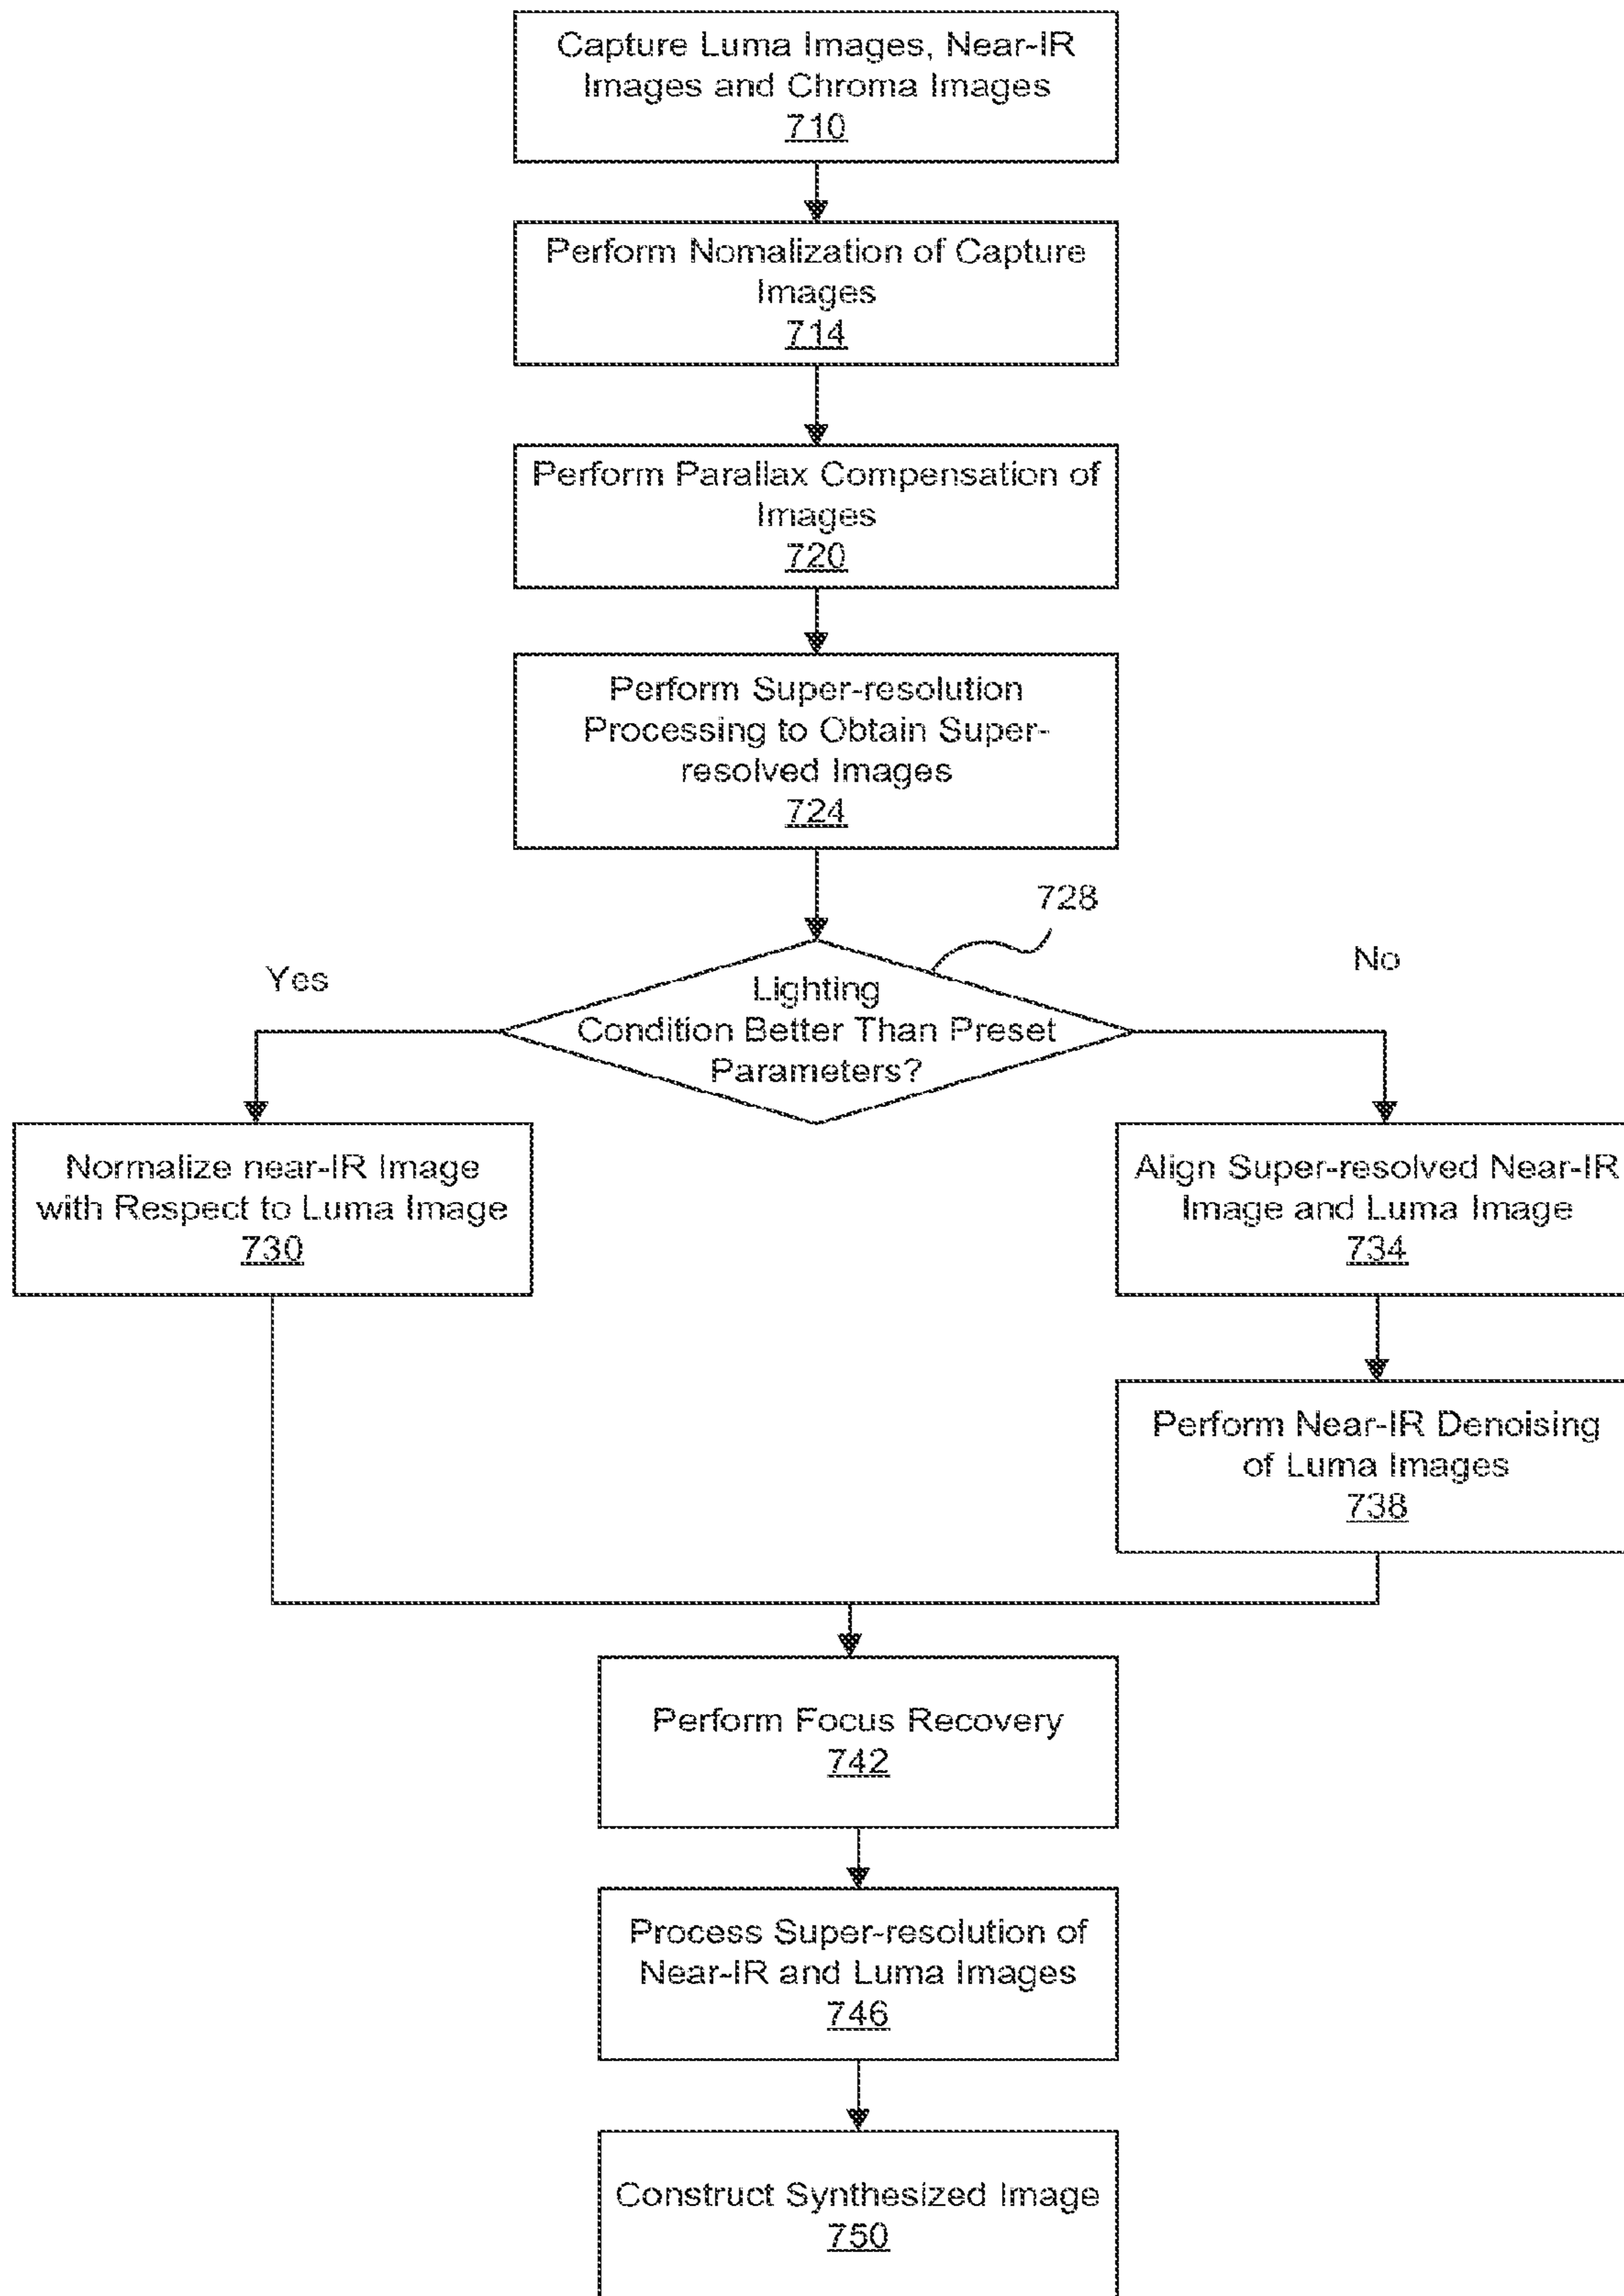 Capture Luma Images, Near-IR
Images and Chroma Images
710
Perform Nomalization of Capture
Images
714
Perform Parallax Compensation of
Images
720
Perform Super-resolution
Processing to Obtain Super-
resolved Images
724
728
Yes
No
Lighting
Condition Better Than Preset
Parameters?
Normalize near-IR Image
with Respect to Luma Image
730
Align Super-resolved Near-IR
Image and Luma Image
734
Perform Near-IR Denoising
of Luma Images
738
Perform Focus Recovery
742
Process Super-resolution of
Near-IR and Luma Images
746
Construct Synthesized Image
750